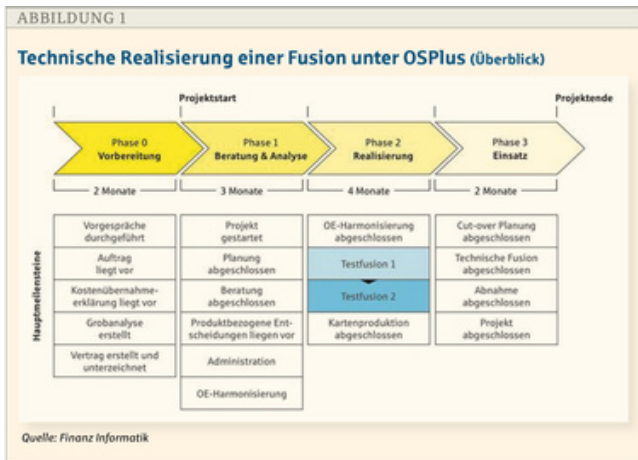 ABBILDUNG 1
Technische Realisierung einer Fusion unter OSPlus (Überblick)
Projektstart
Projektende
Phase 0
Vorbereitung
Phase 1
Beratung & Analyse
Phase 2
Realisierung
Phase 3
Einsatz
2 Monate
3 Monate
4 Monate
2 Monate
Hauptmeilensteine
Vorgespräche
durchgeführt
Auftrag
liegt vor
Kostenübernahme-
erklärung liegt vor
Grobanalyse
erstellt
Vertrag erstellt und
unterzeichnet
Projekt
gestartet
Planung
abgeschlossen
Beratung
abgeschlossen
Produktbezogene Ent-
scheidungen liegen vor
Administration
OE-Harmonisierung
OE-Harmonisierung
abgeschlossen
Testfusion 1
Testfusion 2
Kartenproduktion
abgeschlossen
Cut-over Planung
abgeschlossen
Technische Fusion
abgeschlossen
Abnahme
abgeschlossen
Projekt
abgeschlossen
Quelle: Finanz Informatik